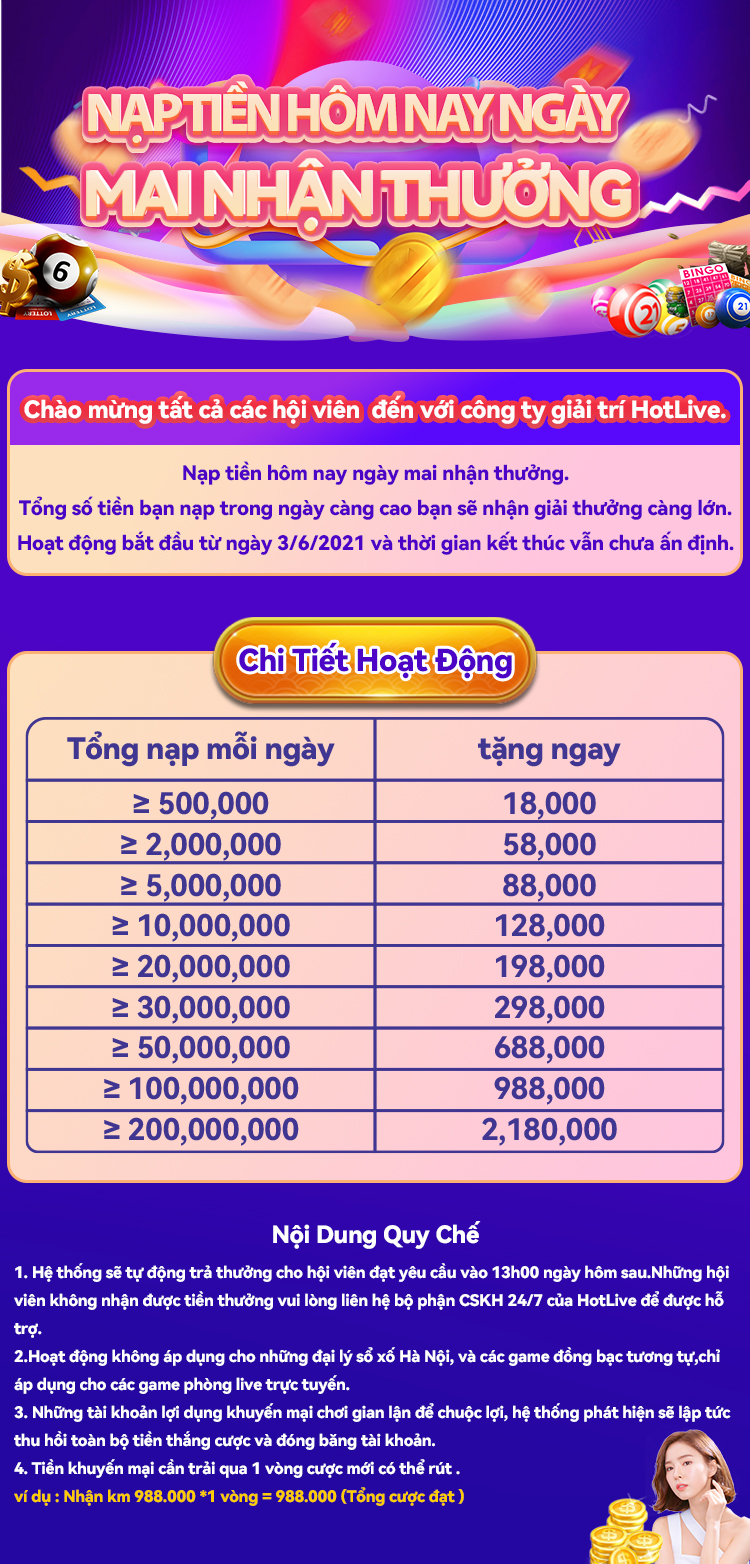 NẠP TIỀN HÔM NAY NGÀY
MAI NHẬN THƯỞNG
6
LOTTERY
LOTTERY
BINGO
21
21
Chào mừng tất cả các hội viên đến với công ty giải trí HotLive.
Nạp tiền hôm nay ngày mai nhận thưởng.
Tổng số tiền bạn nạp trong ngày càng cao bạn sẽ nhận giải thưởng càng lớn.
Hoạt động bắt đầu từ ngày 3/6/2021 và thời gian kết thúc vẫn chưa ấn định.
Chi Tiết Hoạt Động
Tổng nạp mỗi ngày tặng ngay
≥ 500,000 18,000
≥ 2,000,000 58,000
≥ 5,000,000 88,000
≥ 10,000,000 128,000
≥ 20,000,000 198,000
≥ 30,000,000 298,000
≥ 50,000,000 688,000
≥ 100,000,000 988,000
≥ 200,000,000 2,180,000
Nội Dung Quy Chế
1. Hệ thống sẽ tự động trả thưởng cho hội viên đạt yêu cầu vào 13h00 ngày hôm sau.Những hội
viên không nhận được tiền thưởng vui lòng liên hệ bộ phận CSKH 24/7 của HotLive để được hỗ
trợ.
2.Hoạt động không áp dụng cho những đại lý sổ xố Hà Nội, và các game đồng bạc tương tự,chỉ
áp dụng cho các game phòng live trực tuyến.
3. Những tài khoản lợi dụng khuyến mại chơi gian lận để chuộc lợi, hệ thống phát hiện sẽ lập tức
thu hồi toàn bộ tiền thắng cược và đóng băng tài khoản.
4. Tiền khuyến mại cần trải qua 1 vòng cược mới có thể rút .
ví dụ : Nhận km 988.000 *1 vòng = 988.000 (Tổng cược đạt )